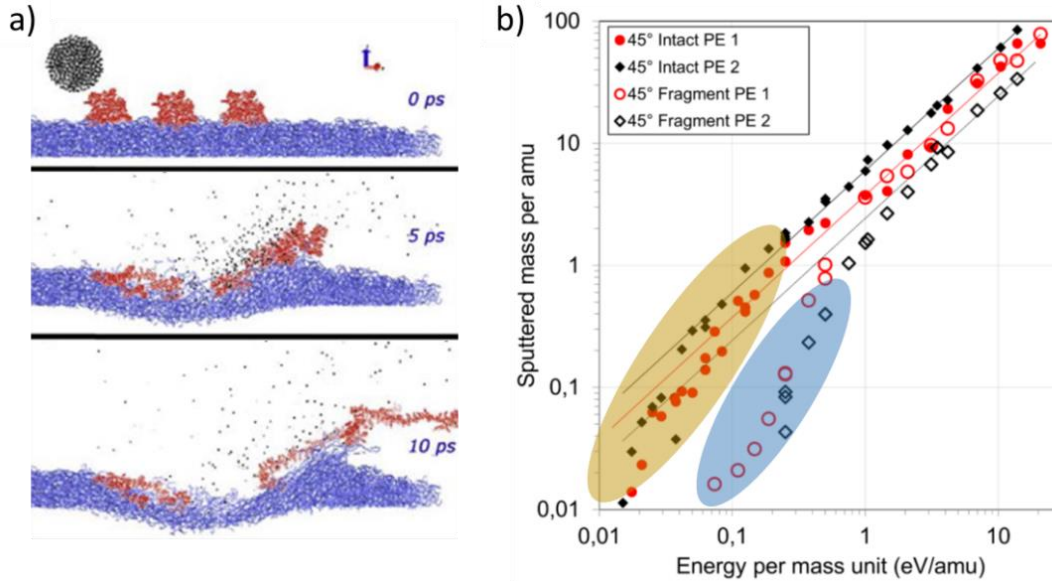 a)
0 ps
5 ps
10 ps
b)
45° Intact PE 1
45° Intact PE 2
45° Fragment PE 1
45° Fragment PE 2
Sputtered mass per amu
100
10
1
0,1
0,01
0,01
0,1
1
10
Energy per mass unit (eV/amu)